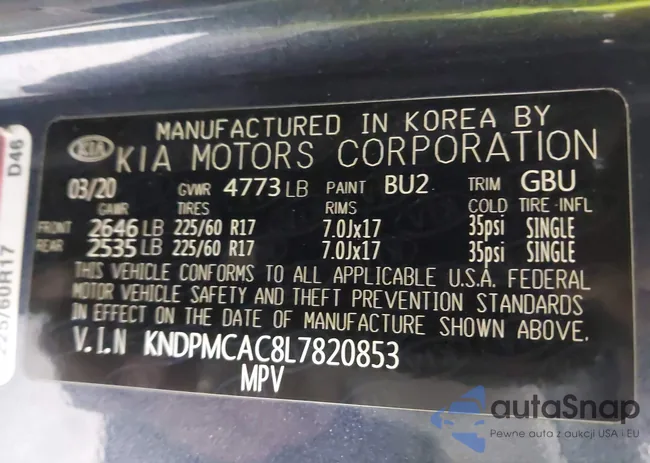 MANUFACTURED IN KOREA BY
KIA KIA MOTORS CORPORATION
03/20 GVWR 4773 LB PAINT BU2 TRIM GBU
GAWR TIRES RIMS COLD TIRE-INFL
FRONT 2646 LB 225/60 R17 7.0Jx17 35psi SINGLE
REAR 2535 LB 225/60 R17 7.0Jx17 35psi SINGLE
THIS VEHICLE CONFORMS TO ALL APPLICABLE U.S.A. FEDERAL
MOTOR VEHICLE SAFETY AND THEFT PREVENTION STANDARDS
IN EFFECT ON THE DATE OF MANUFACTURE SHOWN ABOVE.
V.I.N KNDPMCAC8L7820853
MPV
D46
225/60R17
autaSnap
Pewne auta z aukcji USA i EU